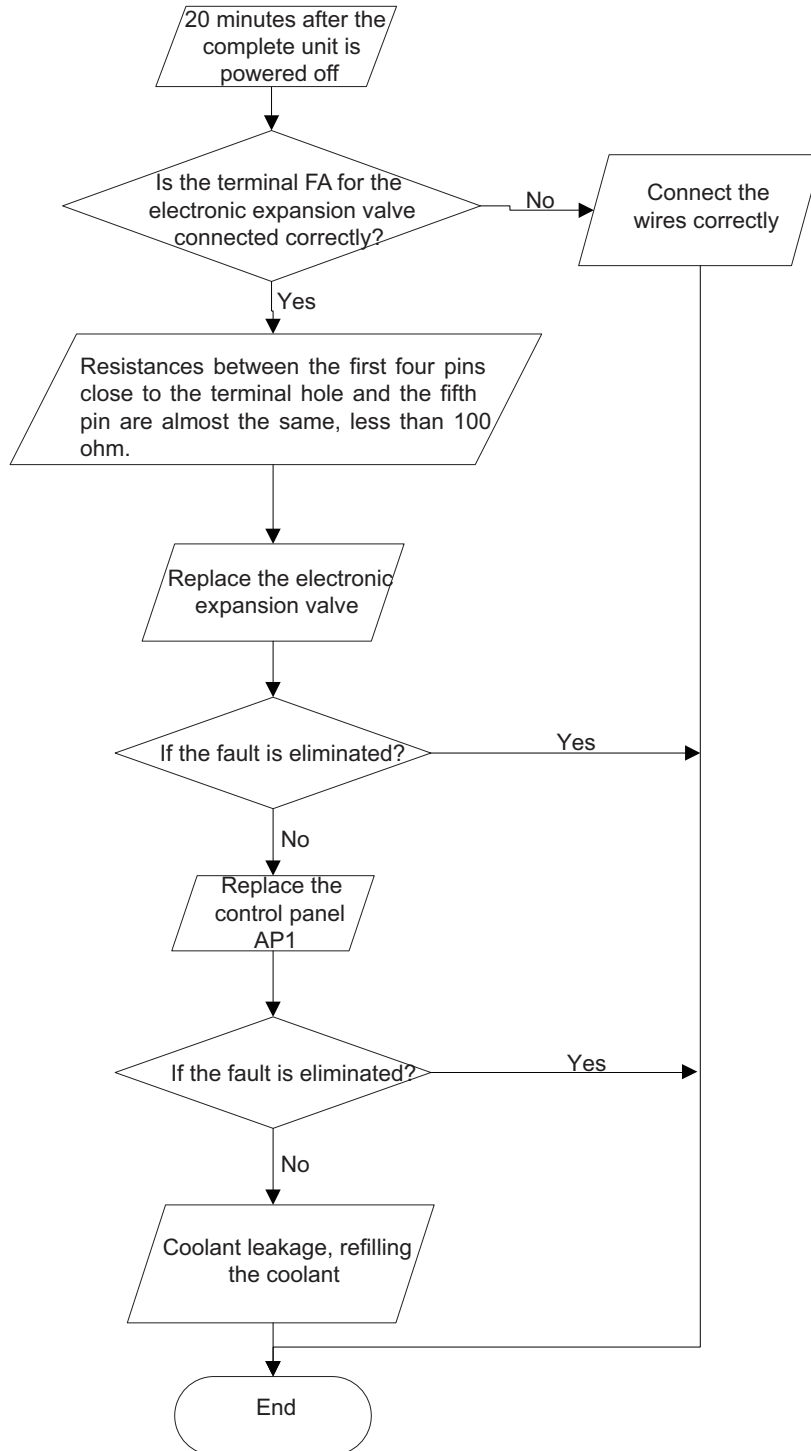 20 minutes after the
complete unit is
powered off
Is the terminal FA for the
electronic expansion valve
connected correctly?
No
Connect the
wires correctly
Yes
Resistances between the first four pins
close to the terminal hole and the fifth
pin are almost the same, less than 100
ohm.
Replace the electronic
expansion valve
If the fault is eliminated?
Yes
No
Replace the
control panel
AP1
If the fault is eliminated?
Yes
No
Coolant leakage, refilling
the coolant
End